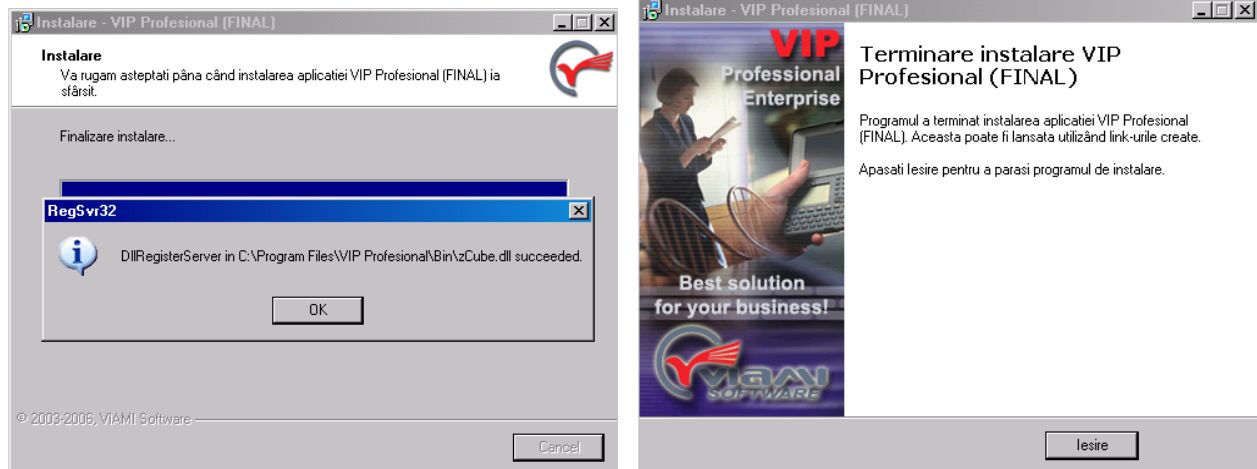 Instalare - VIP Profesional (FINAL)
Instalare
Va rugam asteptati pâna când instalarea aplicatiei VIP Profesional (FINAL) ia
sfârsit.
Finalizare instalare...
RegSvr32
DllRegisterServer in C:\Program Files\VIP Profesional\Bin\zCube.dll succeeded.
OK
© 2003-2006, VIAMI Software
Cancel
Instalare - VIP Profesional (FINAL)
VIP
Professional
Enterprise
Best solution
for your business!
VIAMI
SOFTWARE
Terminare instalare VIP
Profesional (FINAL)
Programul a terminat instalarea aplicatiei VIP Profesional
(FINAL). Aceasta poate fi lansata utilizând link-urile create.
Apasati Iesire pentru a parasi programul de instalare.
Iesire